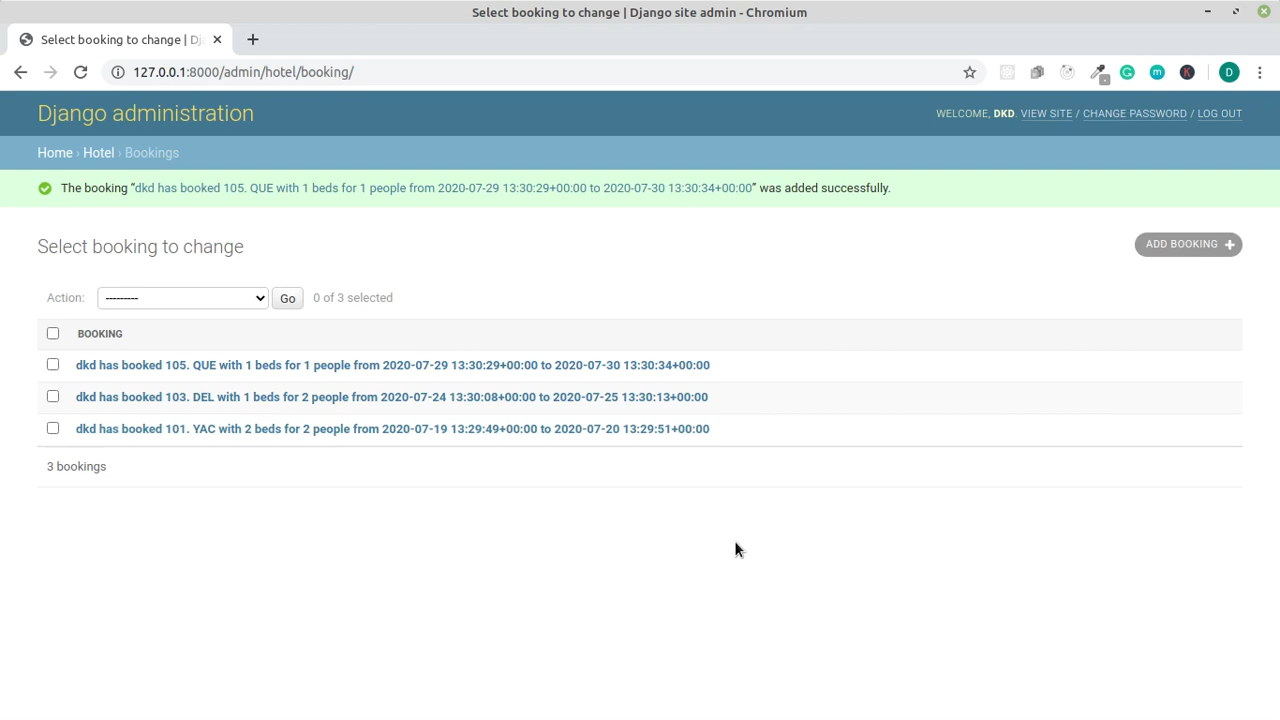 Select booking to change | Django site admin - Chromium
Select booking to change | Dj
127.0.0.1:8000/admin/hotel/booking/
D
Django administration
WELCOME, DKD. VIEW SITE / CHANGE PASSWORD / LOG OUT
Home › Hotel › Bookings
The booking “dkd has booked 105. QUE with 1 beds for 1 people from 2020-07-29 13:30:29+00:00 to 2020-07-30 13:30:34+00:00” was added successfully.
Select booking to change
ADD BOOKING +
Action: --------- Go 0 of 3 selected
BOOKING
dkd has booked 105. QUE with 1 beds for 1 people from 2020-07-29 13:30:29+00:00 to 2020-07-30 13:30:34+00:00
dkd has booked 103. DEL with 1 beds for 2 people from 2020-07-24 13:30:08+00:00 to 2020-07-25 13:30:13+00:00
dkd has booked 101. YAC with 2 beds for 2 people from 2020-07-19 13:29:49+00:00 to 2020-07-20 13:29:51+00:00
3 bookings